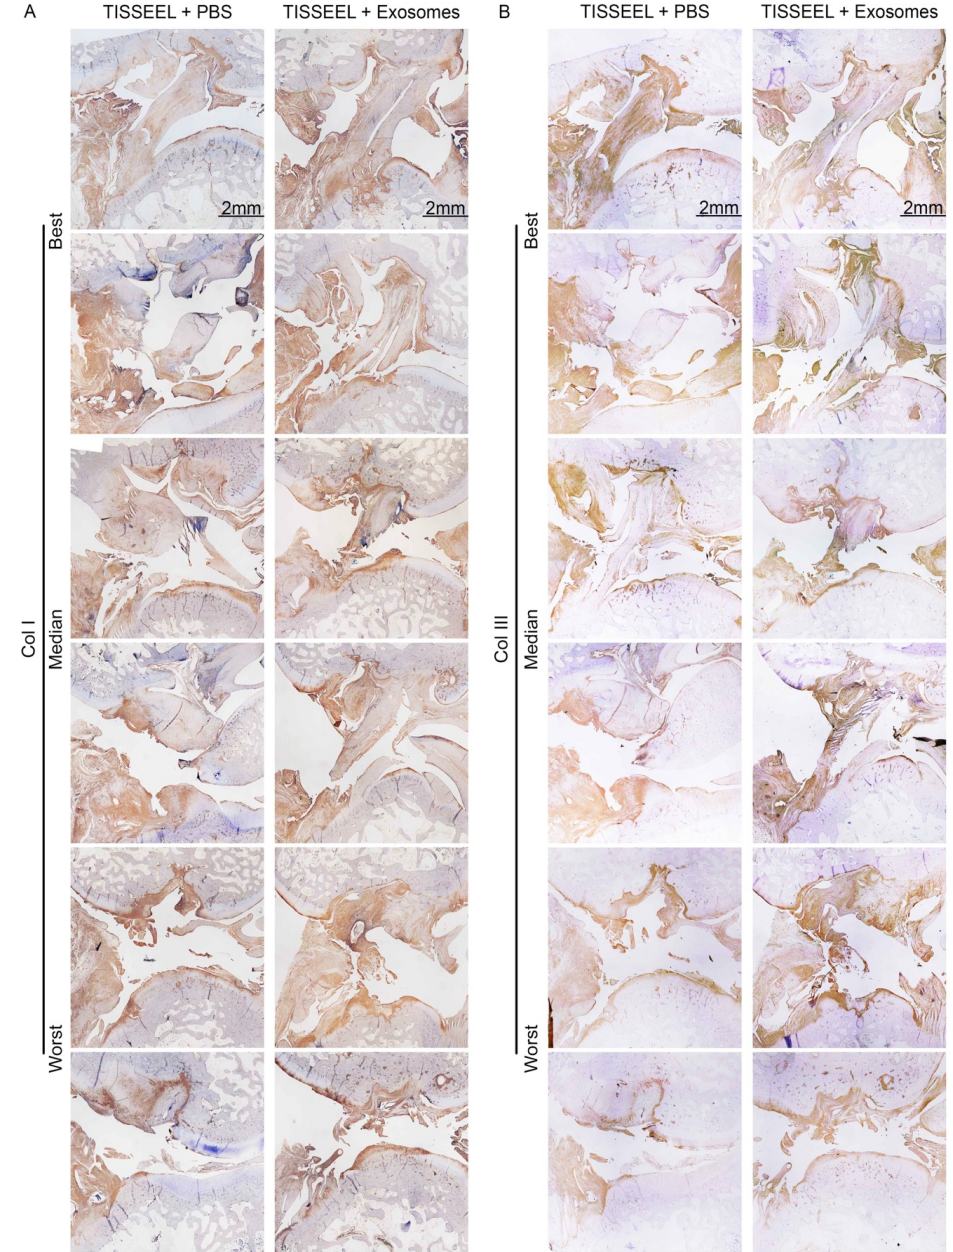 A TISSEEL + PBS TISSEEL + Exosomes B TISSEEL + PBS TISSEEL + Exosomes
2mm 2mm 2mm 2mm
Best Best
Col I Median Col III Median
Worst Worst